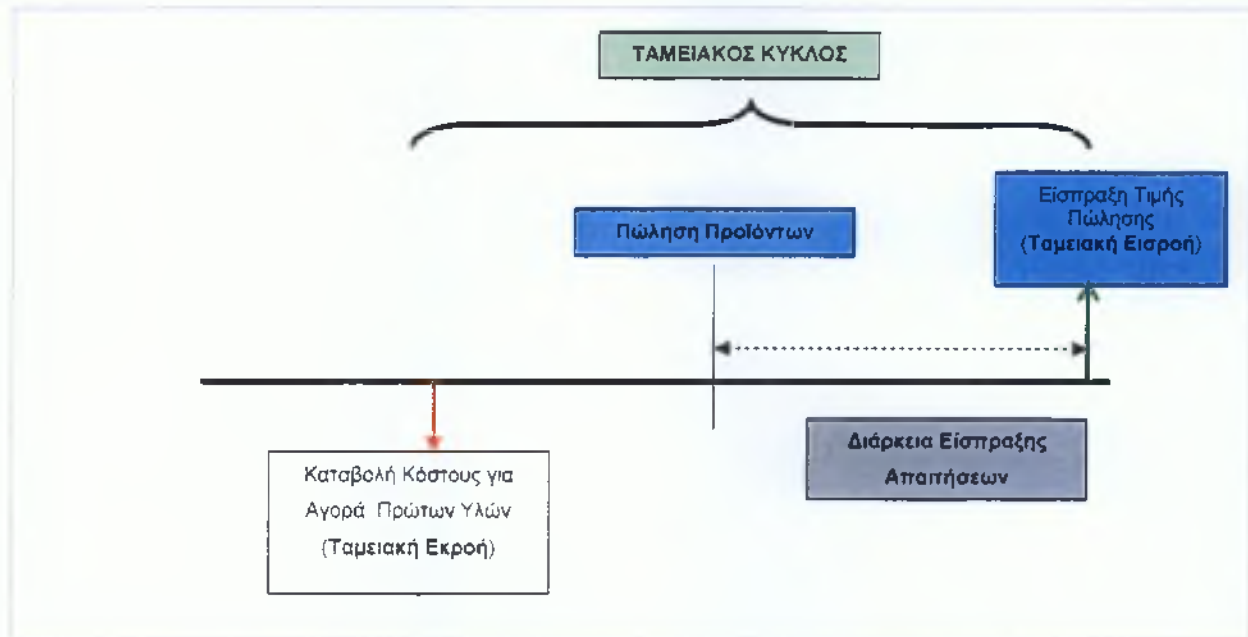 ΤΑΜΕΙΑΚΟΣ ΚΥΚΛΟΣ
Πώληση Προϊόντων
Είσπραξη Τιμής
Πώλησης
(Ταμειακή Εισροή)
Διάρκεια Είσπραξης
Απαιτήσεων
Καταβολή Κόστους για
Αγορά Πρώτων Υλών
(Ταμειακή Εκροή)